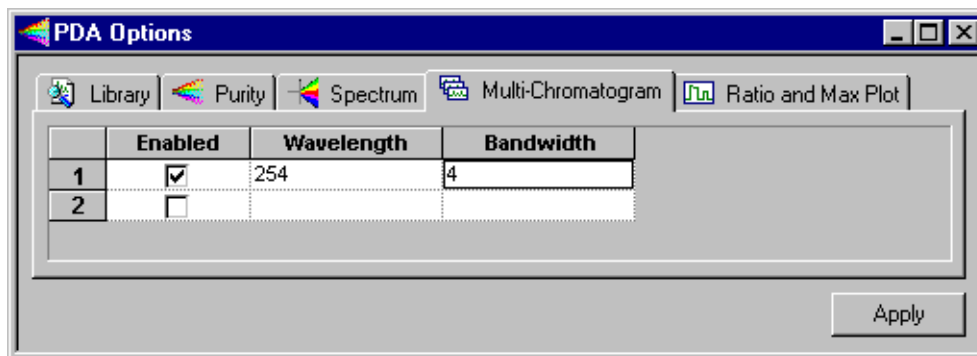 PDA Options
Library Purity Spectrum Multi-Chromatogram Ratio and Max Plot
Enabled Wavelength Bandwidth
1 254 4
2
Apply